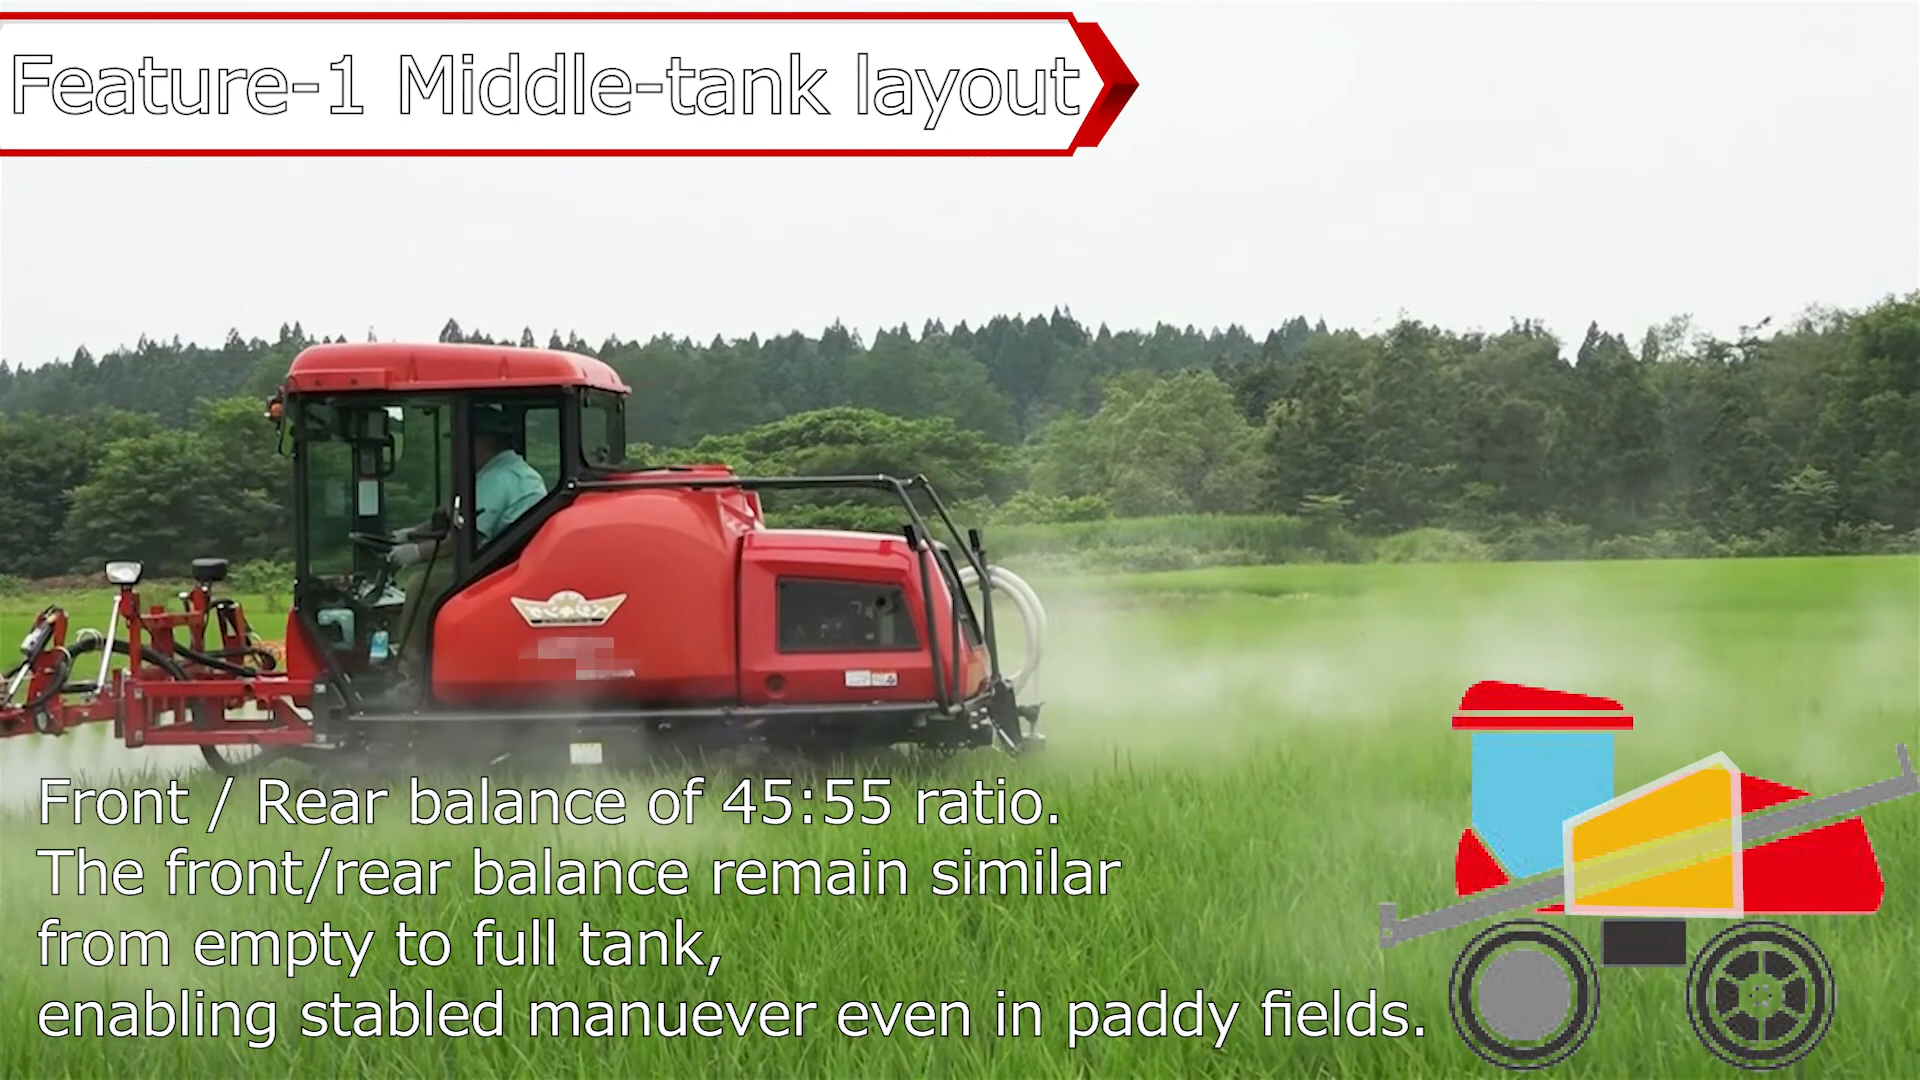 Feature-1 Middle-tank layout
Front / Rear balance of 45:55 ratio.
The front/rear balance remain similar
from empty to full tank,
enabling stabled manuever even in paddy fields.